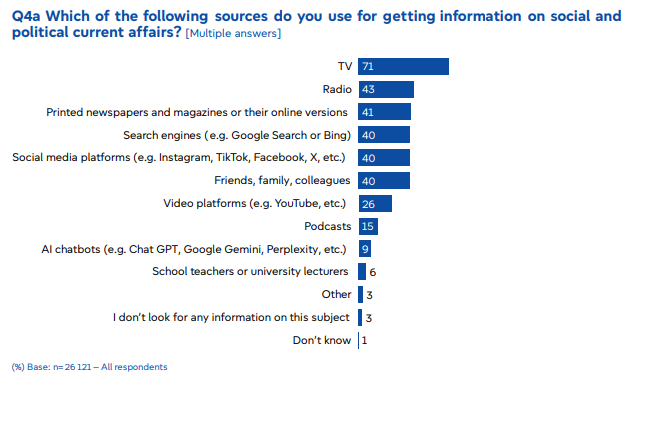 Q4a Which of the following sources do you use for getting information on social and
political current affairs? [Multiple answers]
TV 71
Radio 43
Printed newspapers and magazines or their online versions 41
Search engines (e.g. Google Search or Bing) 40
Social media platforms (e.g. Instagram, TikTok, Facebook, X, etc.) 40
Friends, family, colleagues 40
Video platforms (e.g. YouTube, etc.) 26
Podcasts 15
AI chatbots (e.g. Chat GPT, Google Gemini, Perplexity, etc.) 9
School teachers or university lecturers 6
Other 3
I don't look for any information on this subject 3
Don't know 1
(%) Base: n= 26 121 – All respondents